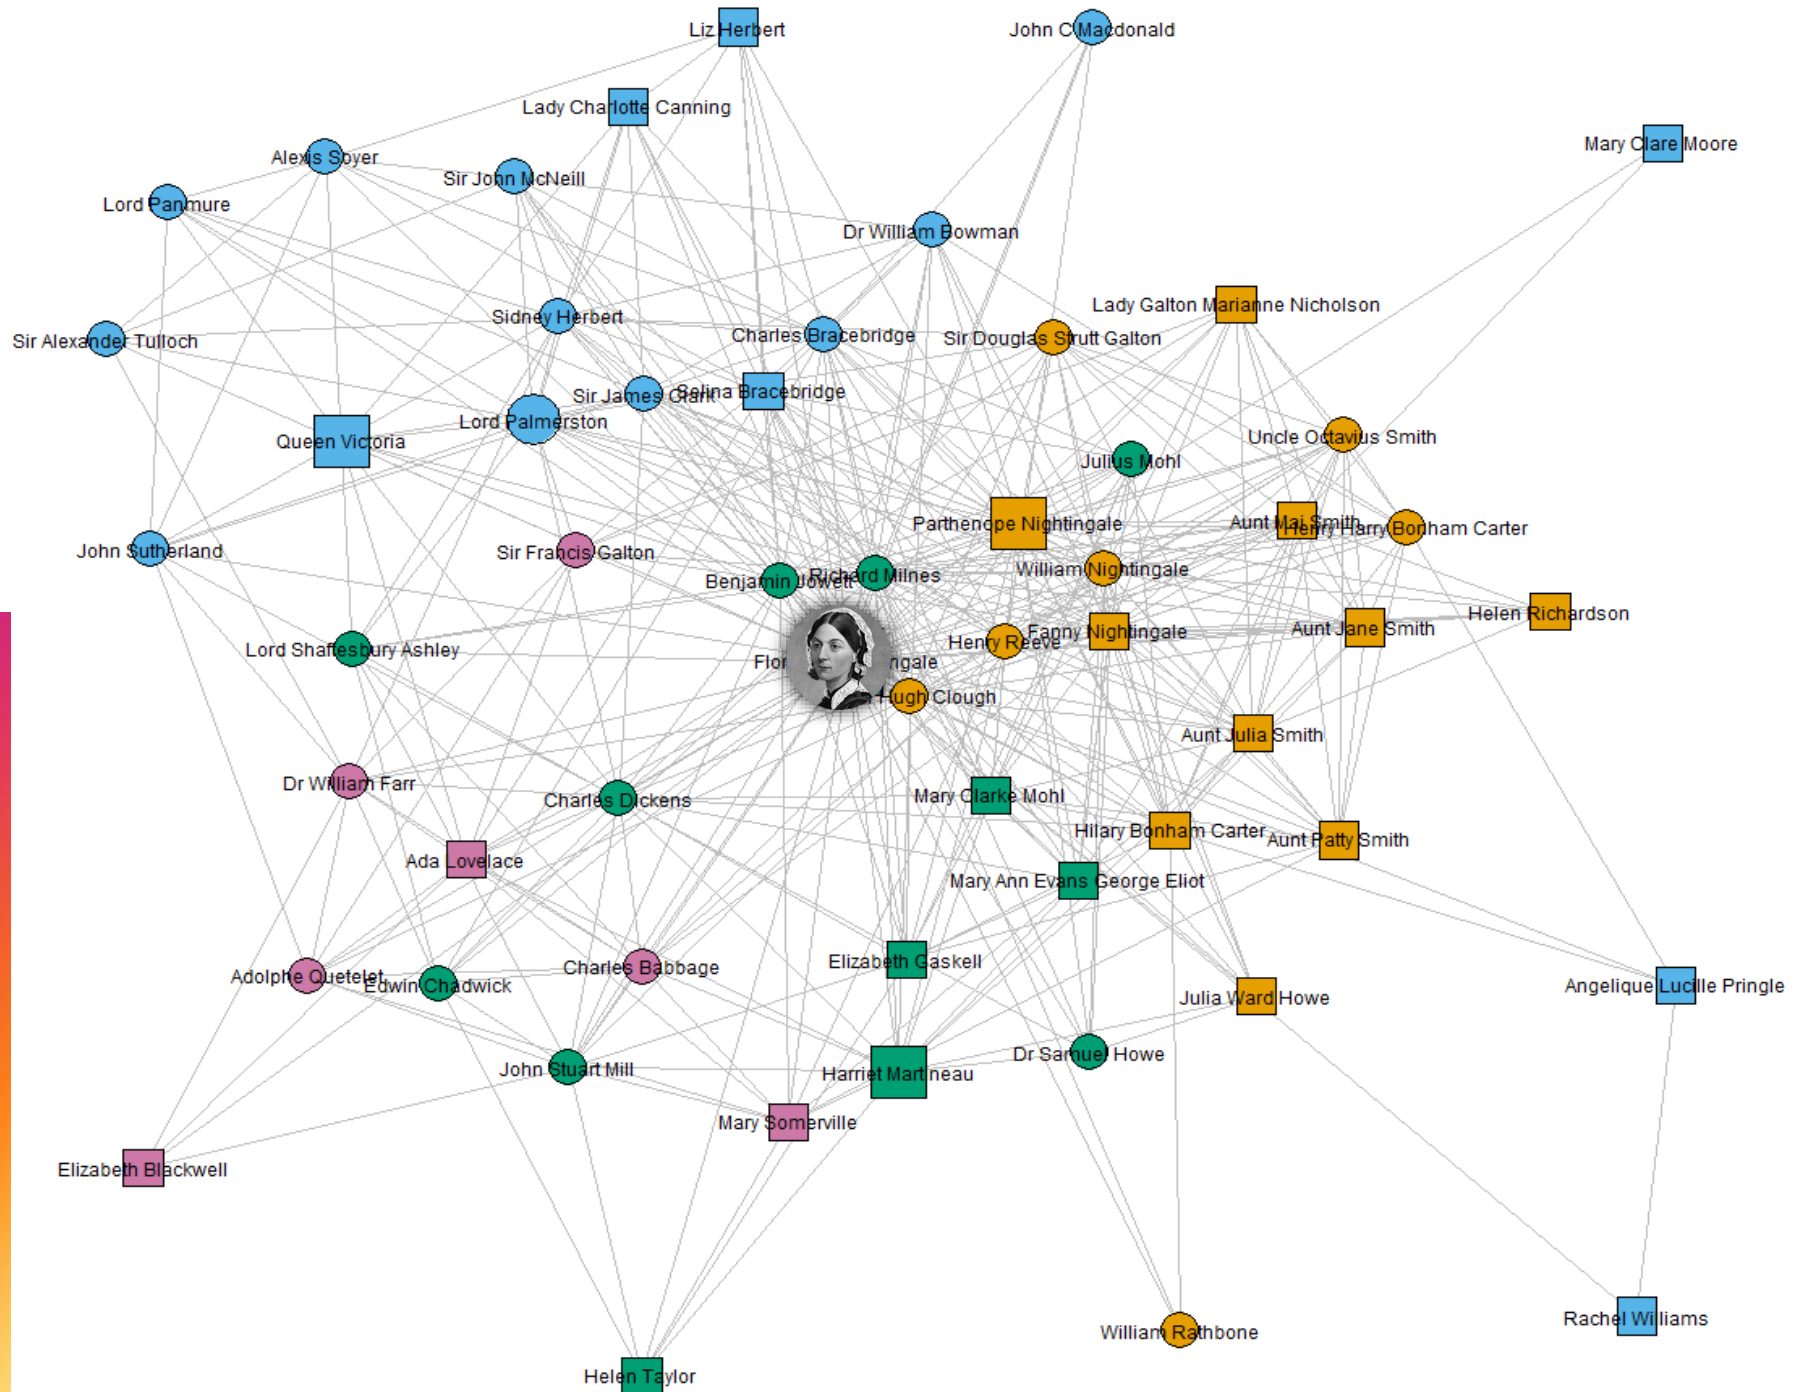 Liz Herbert
John C Macdonald
Lady Charlotte Canning
Mary Clare Moore
Alexis Soyer
Sir John McNeill
Lord Panmure
Dr William Bowman
Lady Galton Marianne Nicholson
Sidney Herbert
Charles Bracebridge
Sir Douglas Strutt Galton
Sir Alexander Tulloch
Sir James Clark
Selina Bracebridge
Lord Palmerston
Queen Victoria
Uncle Octavius Smith
Julius Mohl
Parthenope Nightingale
Aunt Mai Smith
Henry Harry Bonham Carter
John Sutherland
Sir Francis Galton
Benjamin Jowett
Richard Milnes
William Nightingale
Helen Richardson
Fanny Nightingale
Aunt Jane Smith
Henry Reeve
Lord Shaftesbury Ashley
Flor ngale
Hugh Clough
Aunt Julia Smith
Dr William Farr
Charles Dickens
Mary Clarke Mohl
Hilary Bonham Carter
Aunt Patty Smith
Ada Lovelace
Mary Ann Evans George Eliot
Elizabeth Gaskell
Charles Babbage
Adolphe Quetelet
Edwin Chadwick
Angelique Lucille Pringle
Julia Ward Howe
Dr Samuel Howe
John Stuart Mill
Harriet Martineau
Mary Somerville
Elizabeth Blackwell
Rachel Williams
William Rathbone
Helen Taylor